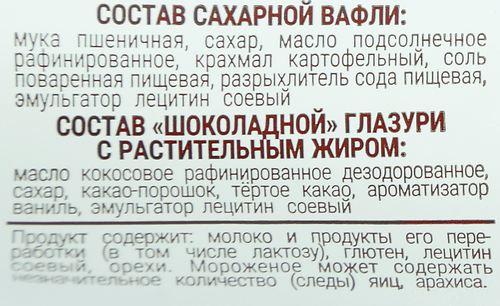 СОСТАВ САХАРНОЙ ВАФЛИ:
мука пшеничная, сахар, масло подсолнечное
рафинированное, крахмал картофельный, соль
поваренная пищевая, разрыхлитель сода пищевая,
эмульгатор лецитин соевый
СОСТАВ «ШОКОЛАДНОЙ» ГЛАЗУРИ
С РАСТИТЕЛЬНЫМ ЖИРОМ:
масло кокосовое рафинированное дезодорованное,
сахар, какао-порошок, тёртое какао, ароматизатор
ваниль, эмульгатор лецитин соевый
Продукт содержит: молоко и продукты его пере-
работки (в том числе лактозу), глютен, лецитин
соевый, орехи. Мороженое может содержать
незначительное количество (следы) яиц, арахиса.